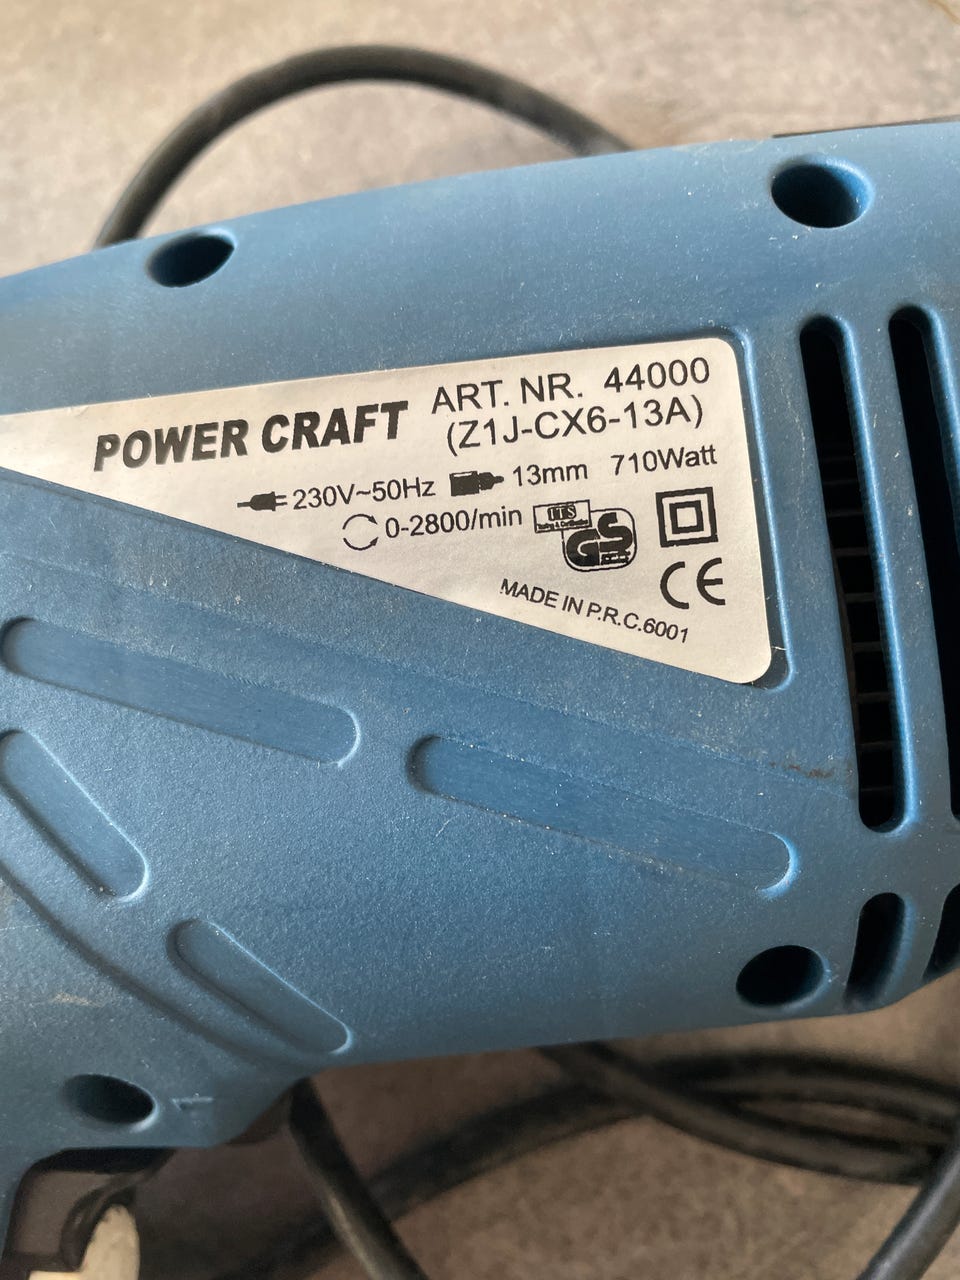 POWER CRAFT
ART. NR. 44000
(Z1J-CX6-13A)
230V~50Hz 13mm 710Watt
0-2800/min
ITS
GS
CE
MADE IN P.R.C.6001